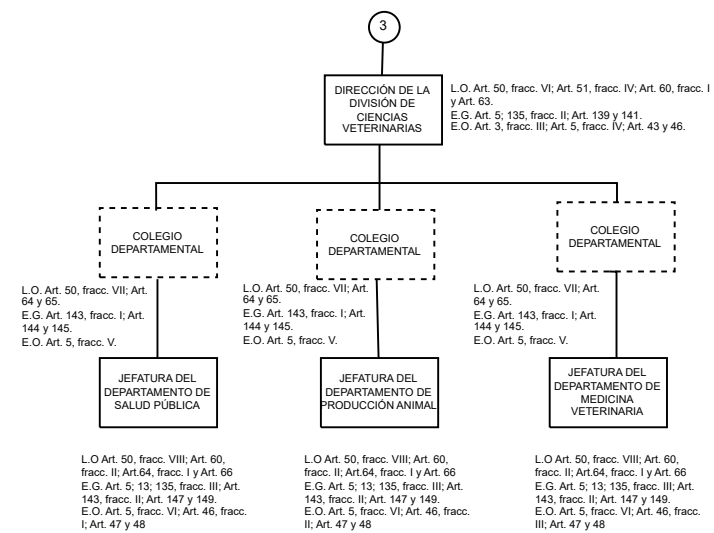 3
DIRECCIÓN DE LA
DIVISIÓN DE
CIENCIAS
VETERINARIAS
L.O. Art. 50, fracc. VI; Art. 51, fracc. IV; Art. 60, fracc. I
y Art. 63.
E.G. Art. 5; 135, fracc. II; Art. 139 y 141.
E.O. Art. 3, fracc. III; Art. 5, fracc. IV; Art. 43 y 46.
COLEGIO
DEPARTAMENTAL
COLEGIO
DEPARTAMENTAL
COLEGIO
DEPARTAMENTAL
L.O. Art. 50, fracc. VII; Art.
64 y 65.
E.G. Art. 143, fracc. I; Art.
144 y 145.
E.O. Art. 5, fracc. V.
L.O. Art. 50, fracc. VII; Art.
64 y 65.
E.G. Art. 143, fracc. I; Art.
144 y 145.
E.O. Art. 5, fracc. V.
L.O. Art. 50, fracc. VII; Art.
64 y 65.
E.G. Art. 143, fracc. I; Art.
144 y 145.
E.O. Art. 5, fracc. V.
JEFATURA DEL
DEPARTAMENTO DE
SALUD PÚBLICA
JEFATURA DEL
DEPARTAMENTO DE
PRODUCCIÓN ANIMAL
JEFATURA DEL
DEPARTAMENTO DE
MEDICINA
VETERINARIA
L.O Art. 50, fracc. VIII; Art. 60,
fracc. II; Art.64, fracc. I y Art. 66
E.G. Art. 5; 13; 135, fracc. III; Art.
143, fracc. II; Art. 147 y 149.
E.O. Art. 5, fracc. VI; Art. 46, fracc.
I; Art. 47 y 48
L.O Art. 50, fracc. VIII; Art. 60,
fracc. II; Art.64, fracc. I y Art. 66
E.G. Art. 5; 13; 135, fracc. III; Art.
143, fracc. II; Art. 147 y 149.
E.O. Art. 5, fracc. VI; Art. 46, fracc.
II; Art. 47 y 48
L.O Art. 50, fracc. VIII; Art. 60,
fracc. II; Art.64, fracc. I y Art. 66
E.G. Art. 5; 13; 135, fracc. III; Art.
143, fracc. II; Art. 147 y 149.
E.O. Art. 5, fracc. VI; Art. 46, fracc.
III; Art. 47 y 48